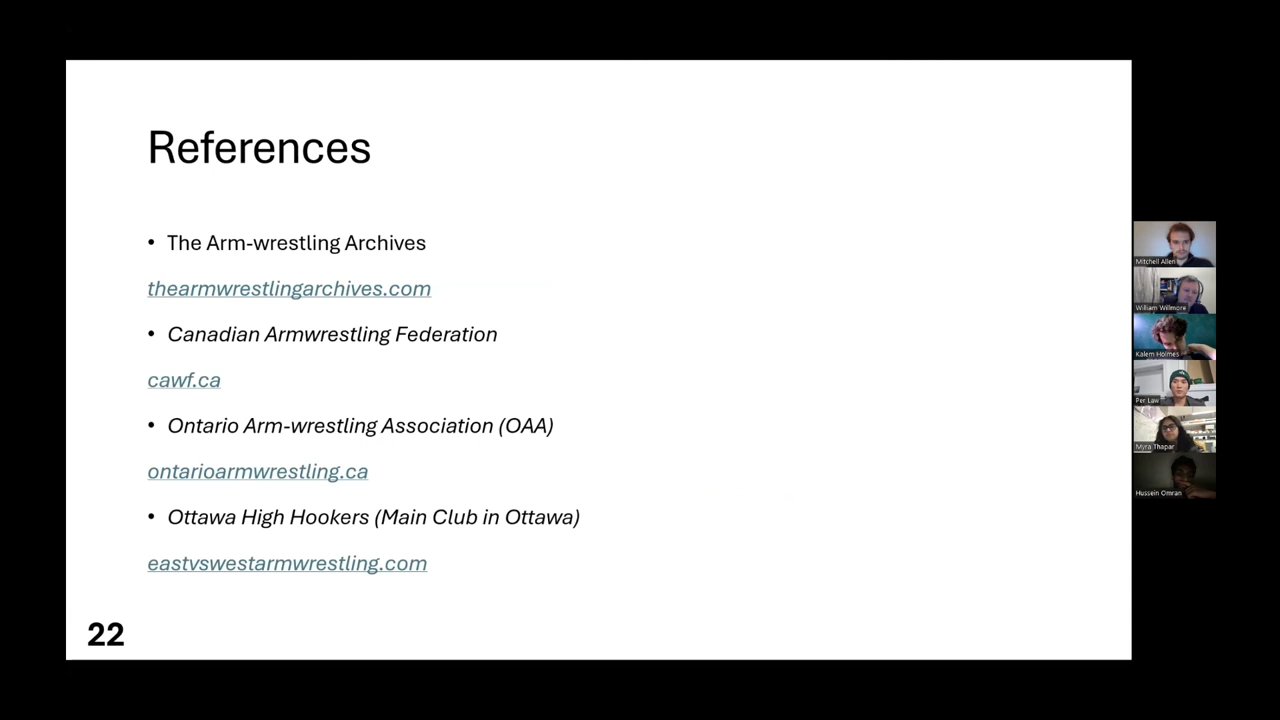 References
• The Arm-wrestling Archives
thearmwrestlingarchives.com
• Canadian Armwrestling Federation
cawf.ca
• Ontario Arm-wrestling Association (OAA)
ontarioarmwrestling.ca
• Ottawa High Hookers (Main Club in Ottawa)
eastvswestarmwrestling.com
22
Mitchell Allen
William Willmore
Kalem Holmes
Per Law
Myra Thapar
Hussein Omran